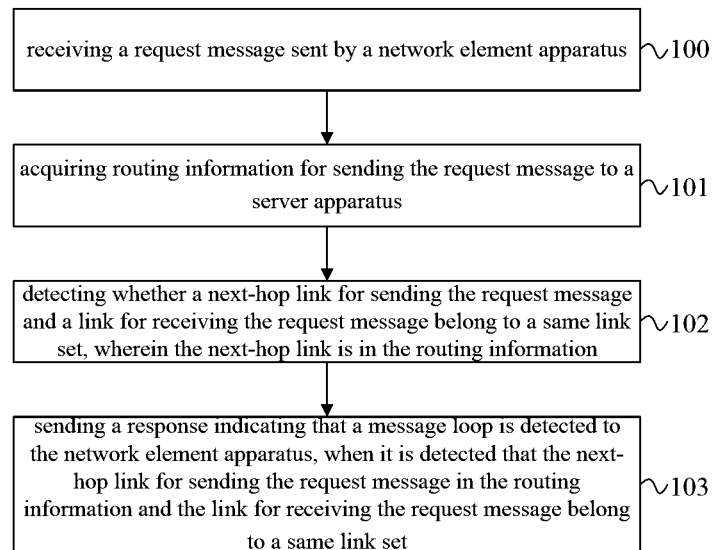 receiving a request message sent by a network element apparatus
100
acquiring routing information for sending the request message to a
server apparatus
101
detecting whether a next-hop link for sending the request message
and a link for receiving the request message belong to a same link
set, wherein the next-hop link is in the routing information
102
sending a response indicating that a message loop is detected to
the network element apparatus, when it is detected that the next-
hop link for sending the request message in the routing
information and the link for receiving the request message belong
to a same link set
103